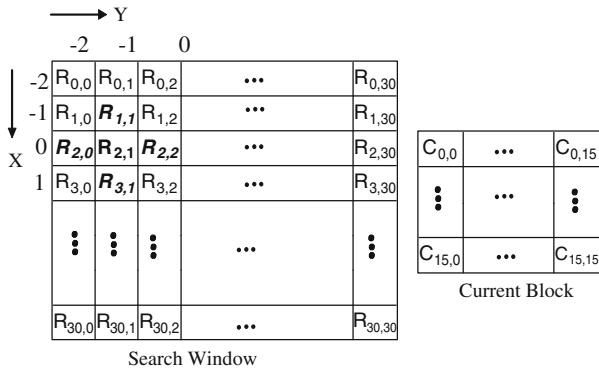 Y
-2 -1 0
-2 R0,0 R0,1 R0,2 ... R0,30
-1 R1,0 R1,1 R1,2 ... R1,30
X 0 R2,0 R2,1 R2,2 ... R2,30
1 R3,0 R3,1 R3,2 ... R3,30
R30,0 R30,1 R30,2 ... R30,30
Search Window
C0,0 ... C0,15
...
C15,0 ... C15,15
Current Block